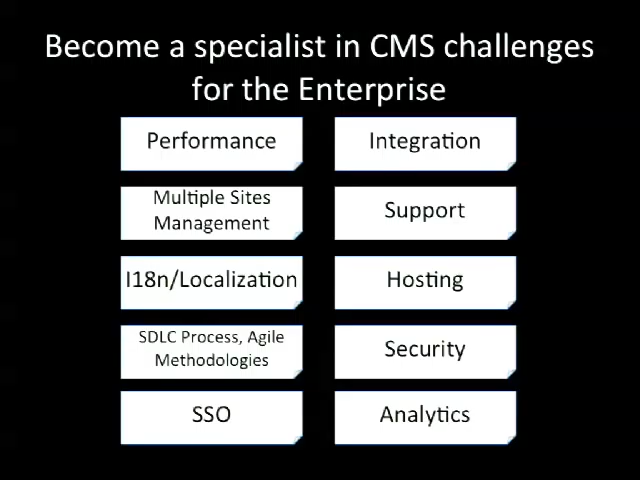 Become a specialist in CMS challenges
for the Enterprise
Performance
Integration
Multiple Sites
Management
Support
I18n/Localization
Hosting
SDLC Process, Agile
Methodologies
Security
SSO
Analytics